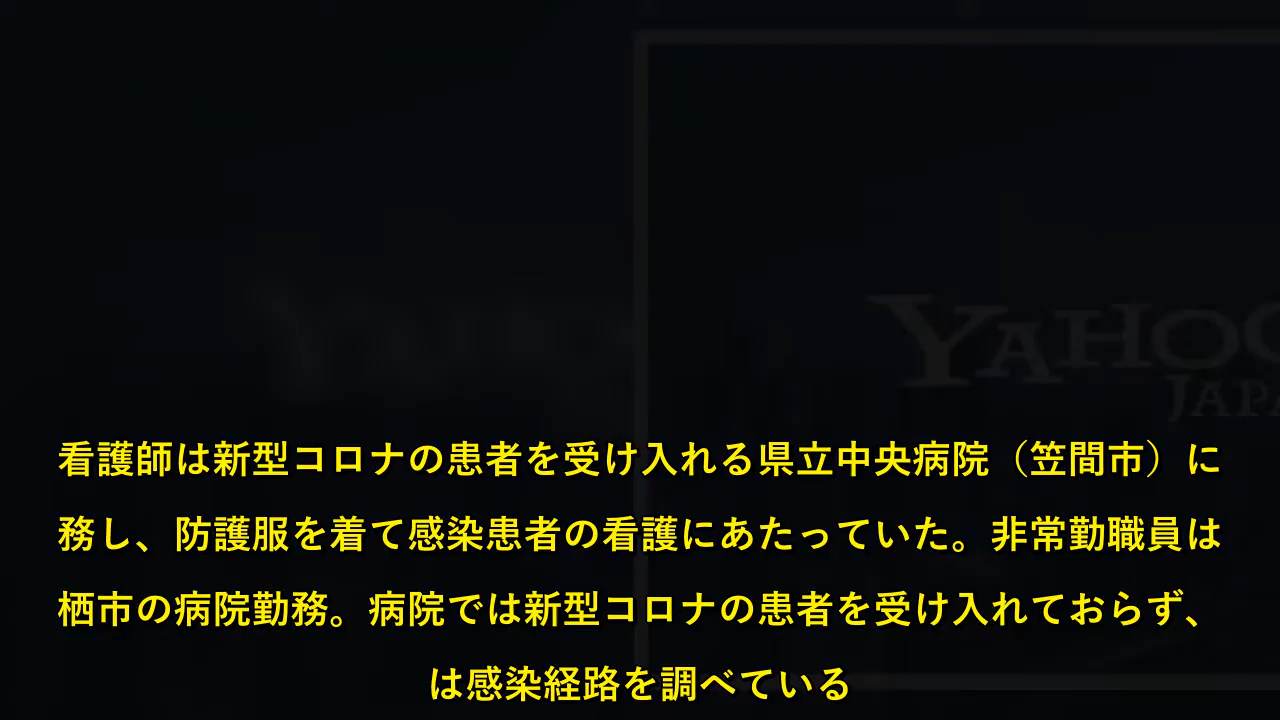 YAHOO
JAPA
看護師は新型コロナの患者を受け入れる県立中央病院（笠間市）に
務し、防護服を着て感染患者の看護にあたっていた。非常勤職員は
栖市の病院勤務。病院では新型コロナの患者を受け入れておらず、
は感染経路を調べている